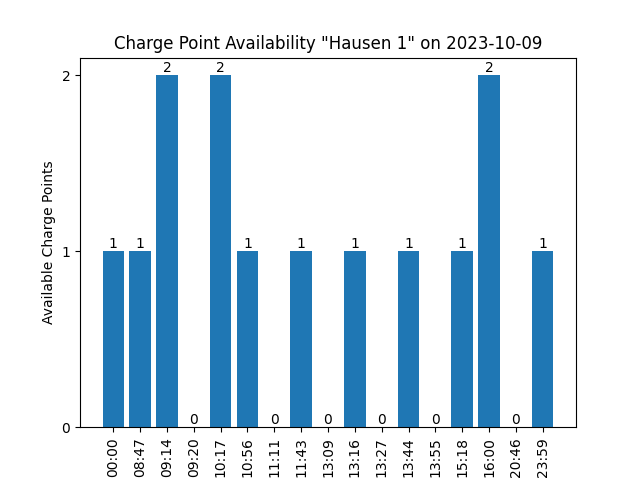 Charge Point Availability "Hausen 1" on 2023-10-09
Available Charge Points
2
1
0
1 1 2 0 2 1 0 1 0 1 0 1 0 1 2 0 1
00:00 08:47 09:14 09:20 10:17 10:56 11:11 11:43 13:09 13:16 13:27 13:44 13:55 15:18 16:00 20:46 23:59